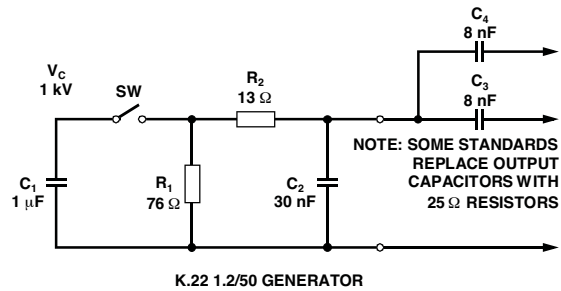 C4
8 nF
VC
1 kV
SW
R2
13 Ω
C3
8 nF
NOTE: SOME STANDARDS
REPLACE OUTPUT
CAPACITORS WITH
25 Ω RESISTORS
C1
1 μF
R1
76 Ω
C2
30 nF
K.22 1.2/50 GENERATOR